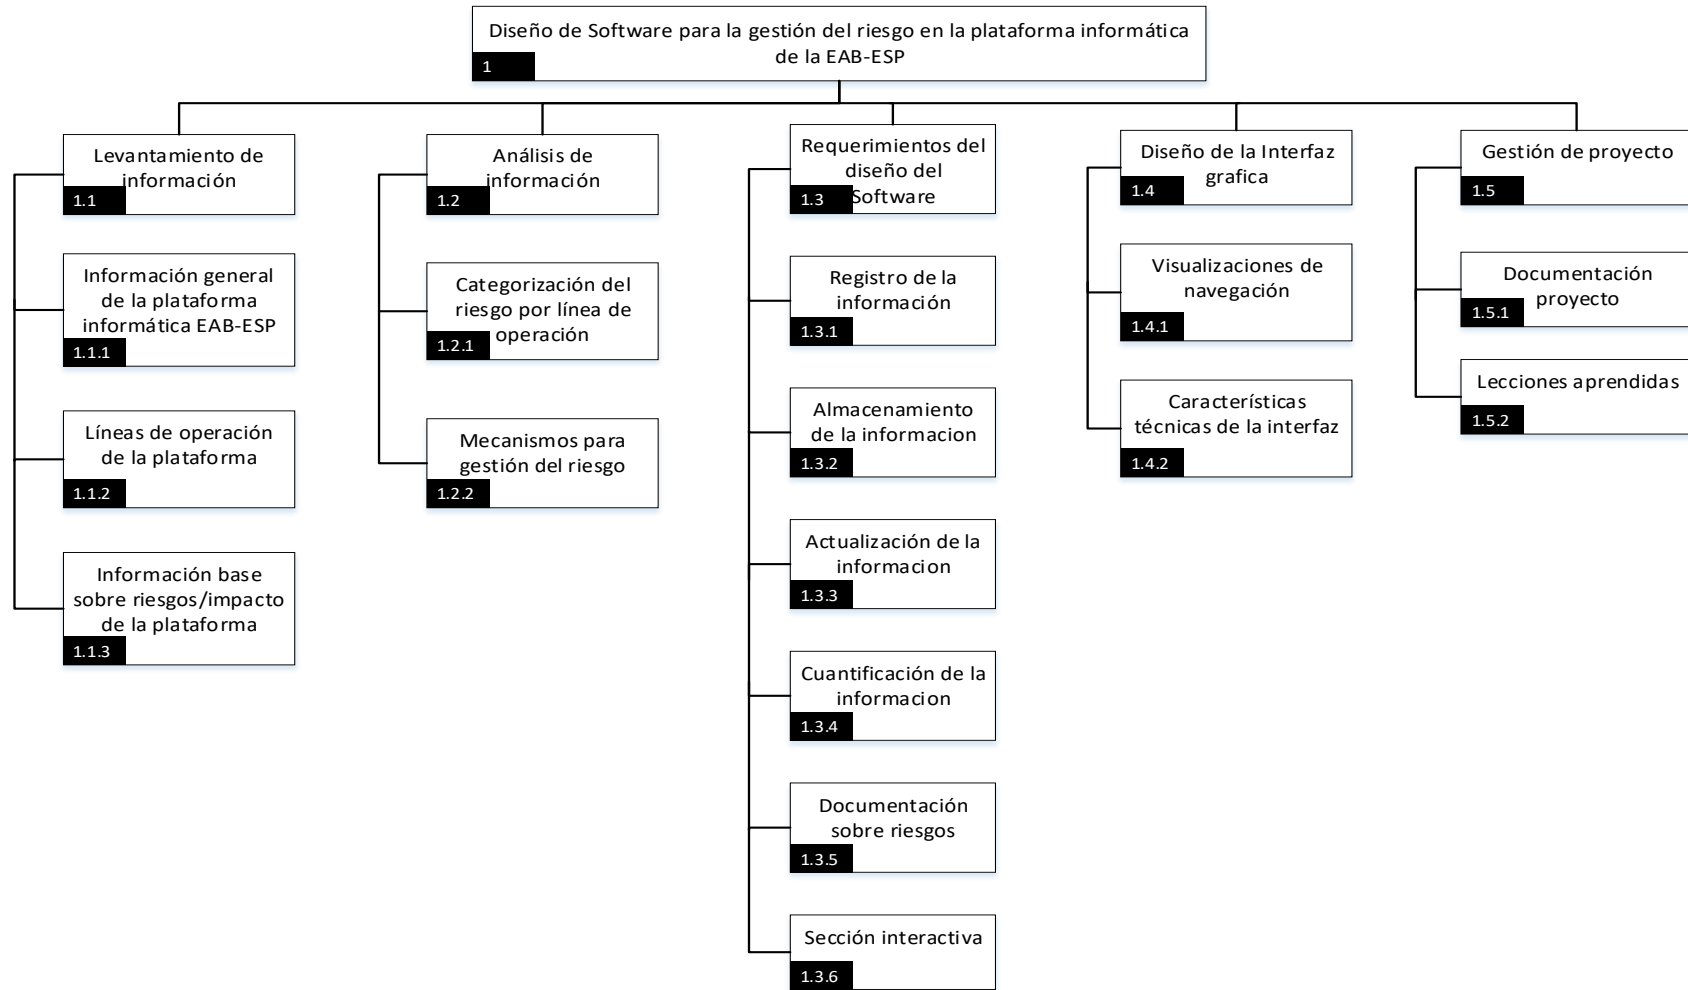 Diseño de Software para la gestión del riesgo en la plataforma informática
de la EAB-ESP
1
Levantamiento de
información
1.1
Información general
de la plataforma
informática EAB-ESP
1.1.1
Líneas de operación
de la plataforma
1.1.2
Información base
sobre riesgos/impacto
de la plataforma
1.1.3
Análisis de
información
1.2
Categorización del
riesgo por línea de
operación
1.2.1
Mecanismos para
gestión del riesgo
1.2.2
Requerimientos del
diseño del
Software
1.3
Registro de la
información
1.3.1
Almacenamiento
de la informacion
1.3.2
Actualización de la
informacion
1.3.3
Cuantificación de la
informacion
1.3.4
Documentación
sobre riesgos
1.3.5
Sección interactiva
1.3.6
Diseño de la Interfaz
grafica
1.4
Visualizaciones de
navegación
1.4.1
Características
técnicas de la interfaz
1.4.2
Gestión de proyecto
1.5
Documentación
proyecto
1.5.1
Lecciones aprendidas
1.5.2